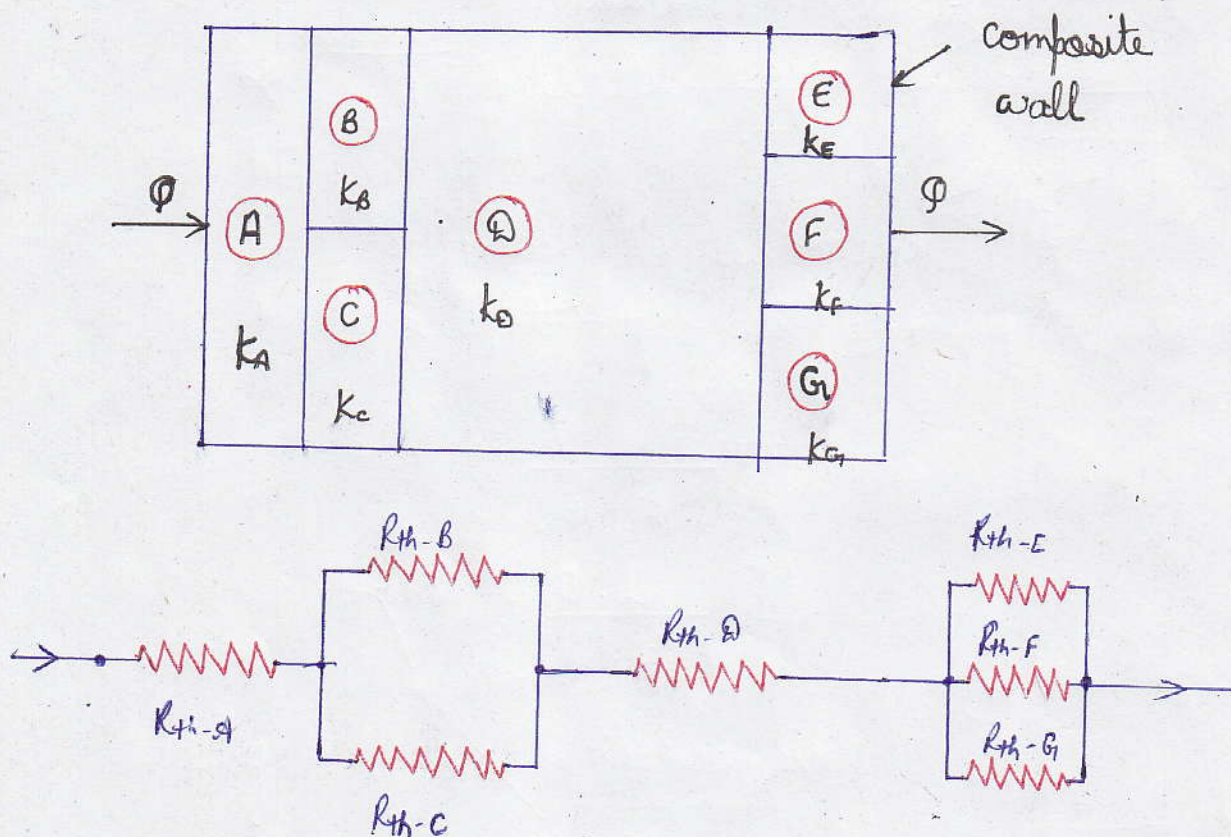 composite
wall
E
B
kE
Q
kB
Q
A
D
F
C
kD
kF
kA
G
kC
kG
Rth-B
Rth-E
Rth-D
Rth-F
Rth-A
Rth-G
Rth-C